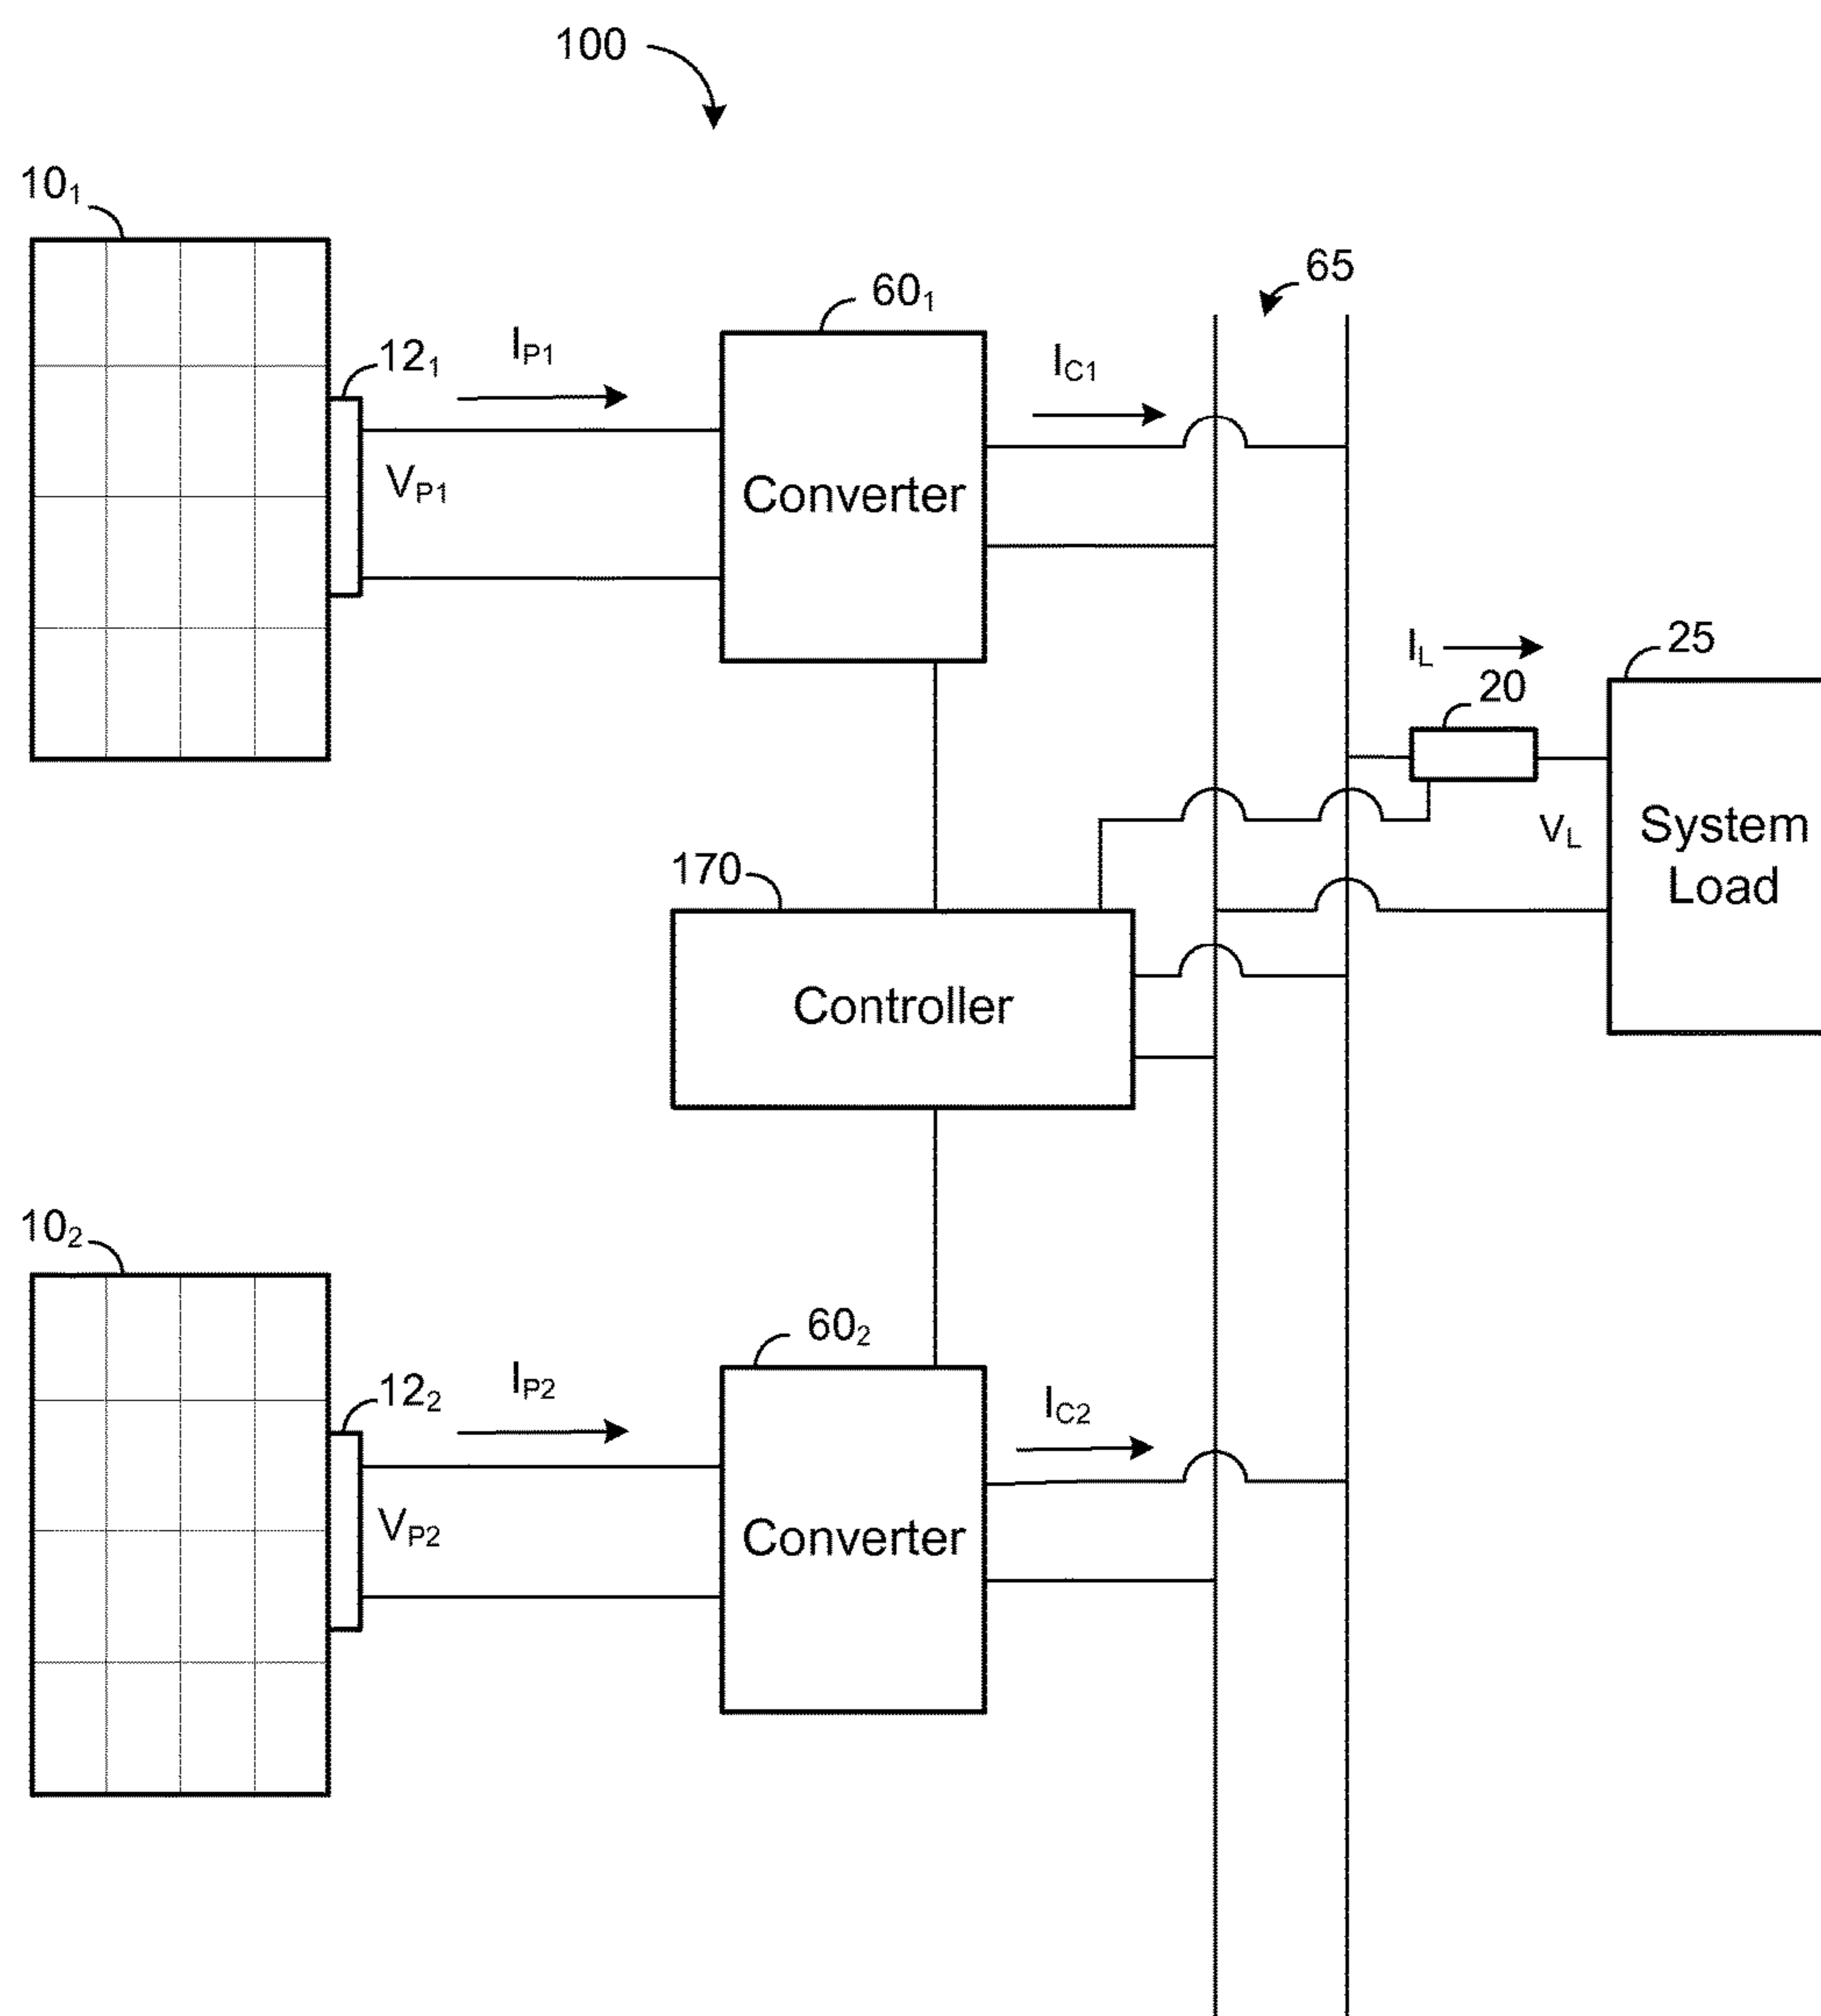 100
10₁
65
60₁
I_P1
12₁
I_C1
V_P1
Converter
I_L
25
20
System
Load
V_L
170
Controller
10₂
60₂
I_P2
12₂
I_C2
V_P2
Converter